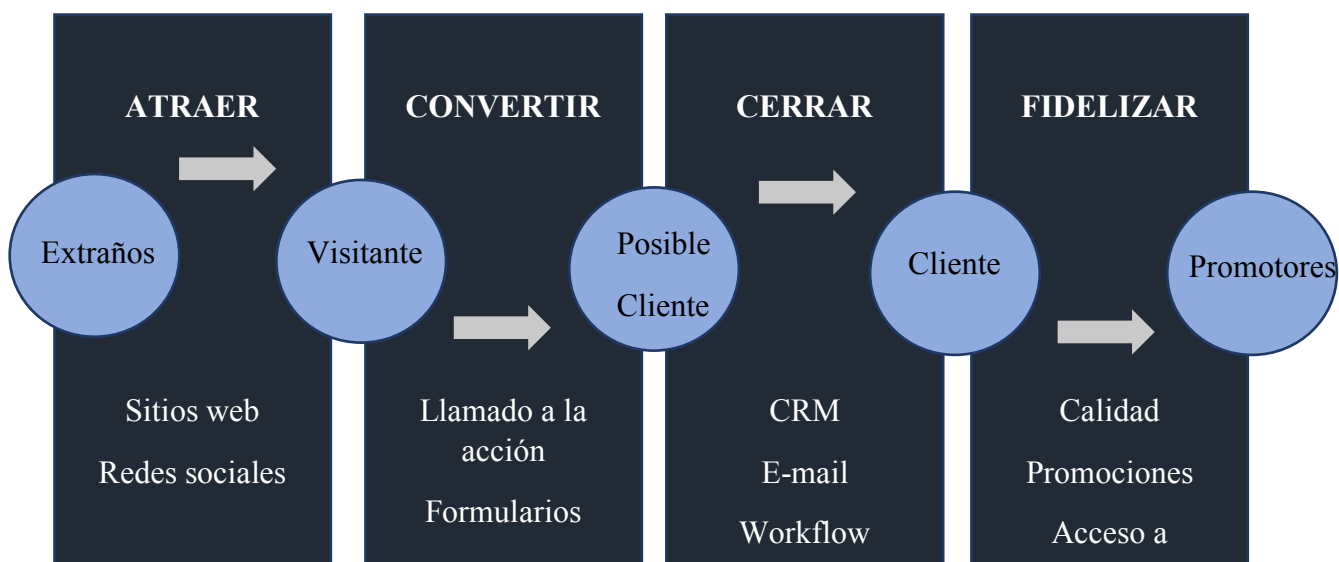 ATRAER
CONVERTIR
CERRAR
FIDELIZAR
Extraños
Visitante
Posible
Cliente
Cliente
Promotores
Sitios web
Redes sociales
Llamado a la
acción
Formularios
CRM
E-mail
Workflow
Calidad
Promociones
Acceso a